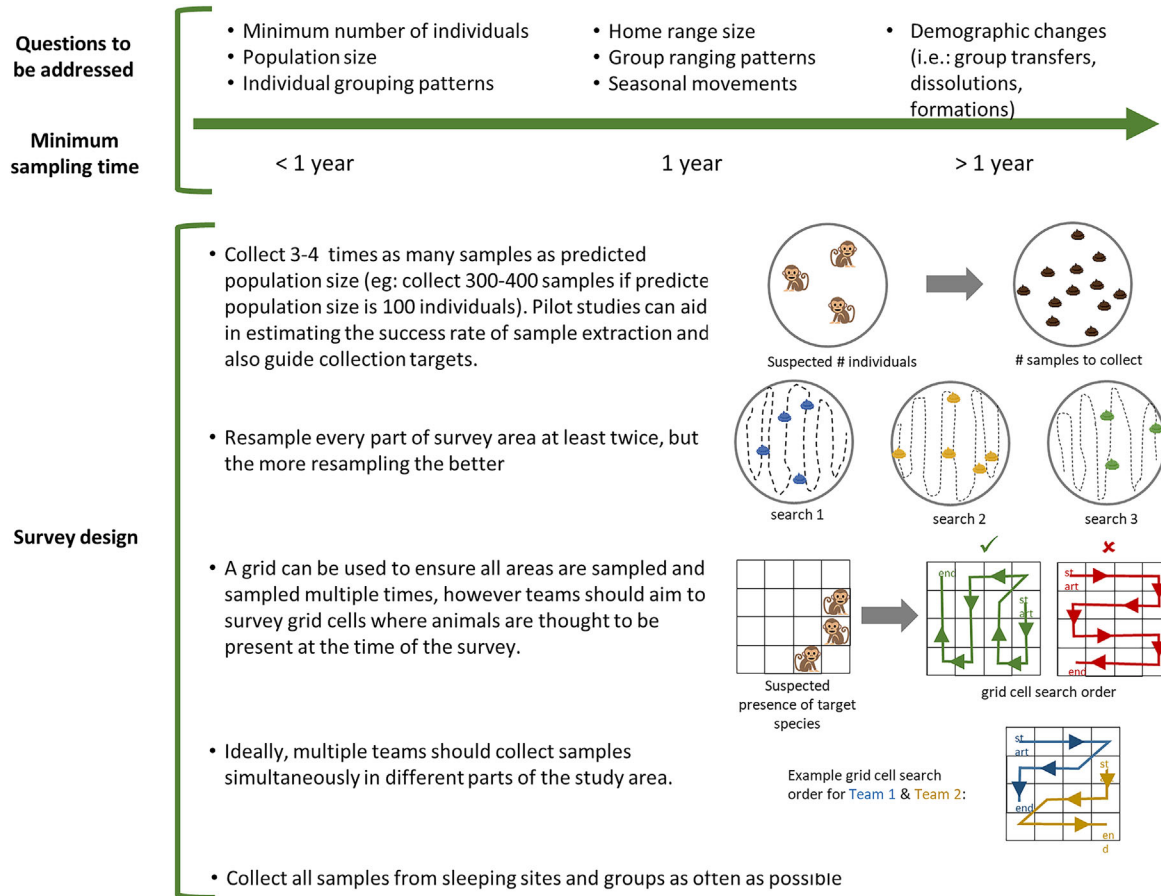 Questions to
be addressed
• Minimum number of individuals
• Population size
• Individual grouping patterns
• Home range size
• Group ranging patterns
• Seasonal movements
• Demographic changes
(i.e.: group transfers,
dissolutions,
formations)
Minimum
sampling time
< 1 year
1 year
> 1 year
Survey design
• Collect 3-4 times as many samples as predicted
population size (eg: collect 300-400 samples if predicte
population size is 100 individuals). Pilot studies can aid
in estimating the success rate of sample extraction and
also guide collection targets.
Suspected # individuals
# samples to collect
• Resample every part of survey area at least twice, but
the more resampling the better
search 1
search 2
search 3
• A grid can be used to ensure all areas are sampled and
sampled multiple times, however teams should aim to
survey grid cells where animals are thought to be
present at the time of the survey.
Suspected
presence of target
species
✓
end
st
art
✘
st
art
end
grid cell search order
• Ideally, multiple teams should collect samples
simultaneously in different parts of the study area.
Example grid cell search
order for Team 1 & Team 2:
st
art
end
st
en
d
• Collect all samples from sleeping sites and groups as often as possible